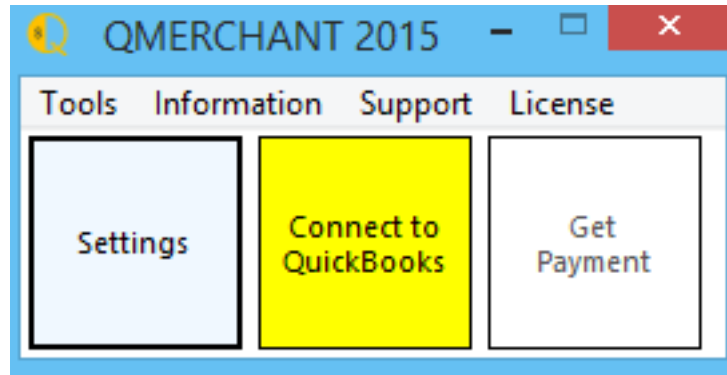 QMERCHANT 2015
Tools Information Support License
Settings
Connect to
QuickBooks
Get
Payment